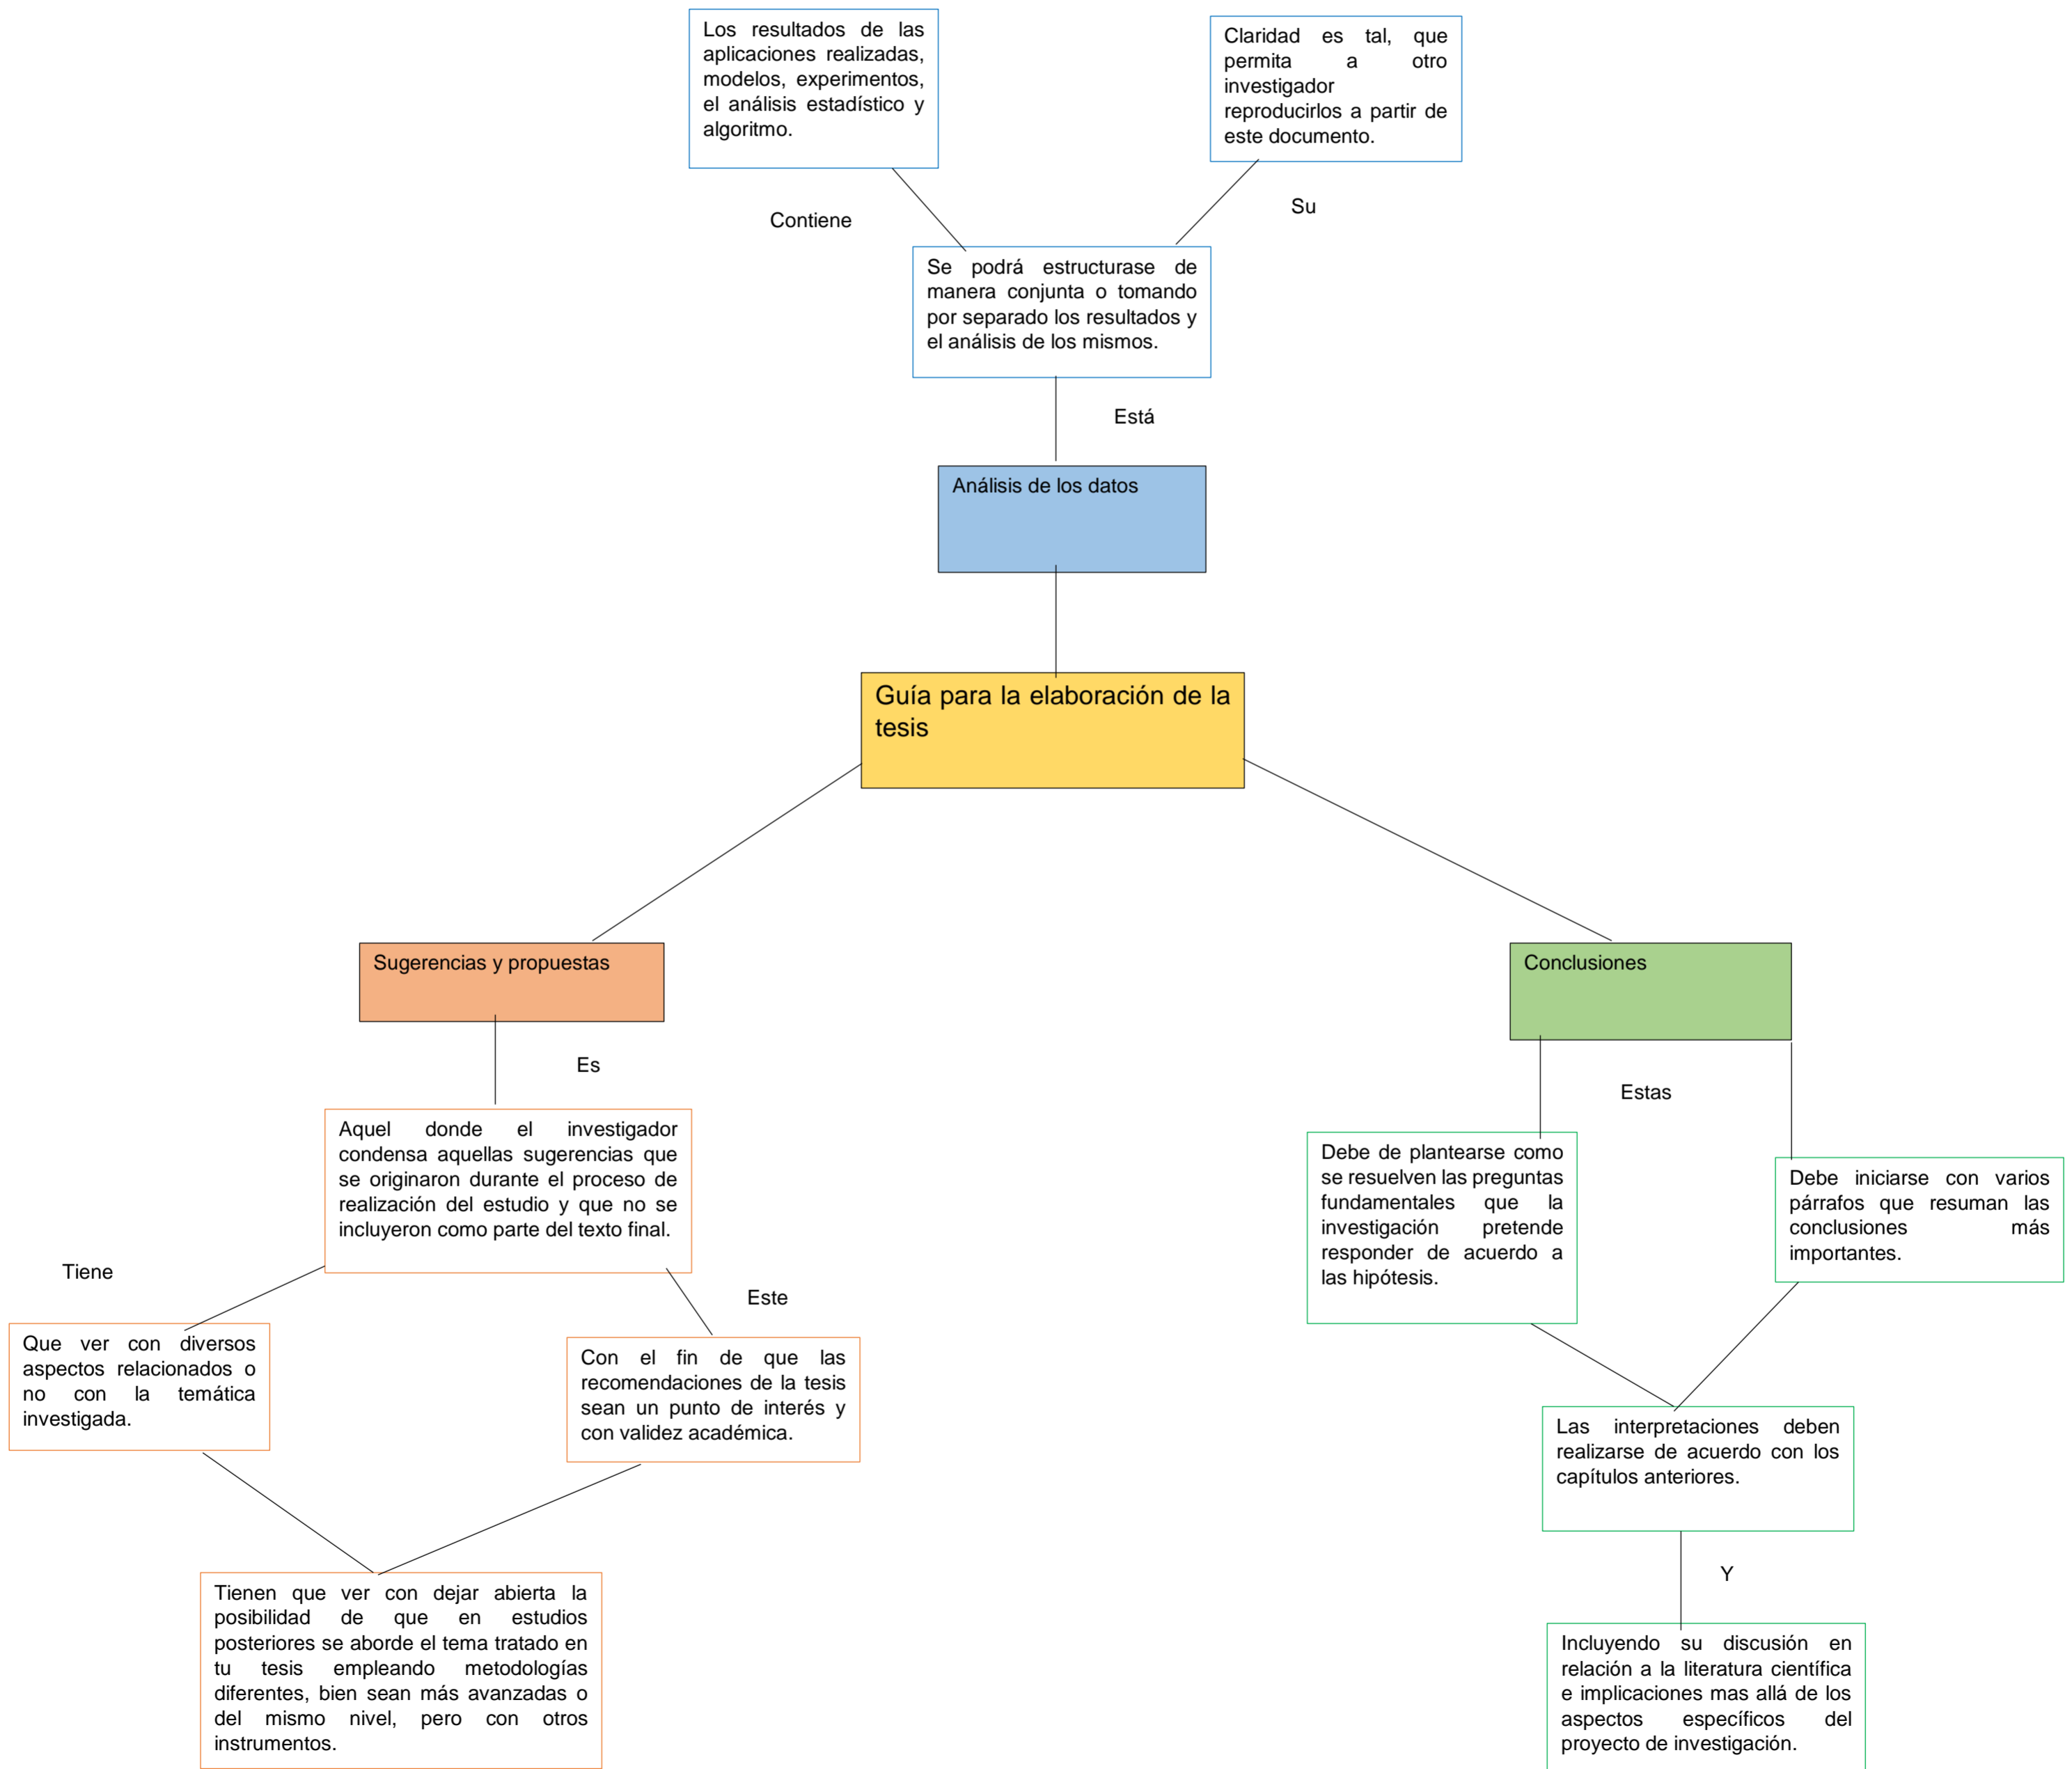 Los resultados de las
aplicaciones realizadas,
modelos, experimentos,
el análisis estadístico y
algoritmo.
Claridad es tal, que
permita a otro
investigador
reproducirlos a partir de
este documento.
Contiene
Su
Se podrá estructurase de
manera conjunta o tomando
por separado los resultados y
el análisis de los mismos.
Está
Análisis de los datos
Guía para la elaboración de la
tesis
Sugerencias y propuestas
Es
Aquel donde el investigador
condensa aquellas sugerencias que
se originaron durante el proceso de
realización del estudio y que no se
incluyeron como parte del texto final.
Tiene
Este
Que ver con diversos
aspectos relacionados o
no con la temática
investigada.
Con el fin de que las
recomendaciones de la tesis
sean un punto de interés y
con validez académica.
Tienen que ver con dejar abierta la
posibilidad de que en estudios
posteriores se aborde el tema tratado en
tu tesis empleando metodologías
diferentes, bien sean más avanzadas o
del mismo nivel, pero con otros
instrumentos.
Conclusiones
Estas
Debe de plantearse como
se resuelven las preguntas
fundamentales que la
investigación pretende
responder de acuerdo a
las hipótesis.
Debe iniciarse con varios
párrafos que resuman las
conclusiones más
importantes.
Las interpretaciones deben
realizarse de acuerdo con los
capítulos anteriores.
Y
Incluyendo su discusión en
relación a la literatura científica
e implicaciones mas allá de los
aspectos específicos del
proyecto de investigación.